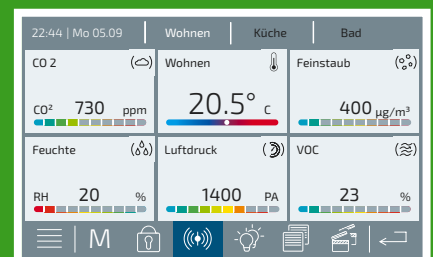 22:44 | Mo 05.09 Wohnen Küche Bad
CO 2 Wohnen Feinstaub
CO² 730 ppm 20.5° C 400 µg/m³
Feuchte Luftdruck VOC
RH 20 % 1400 PA 23 %
M